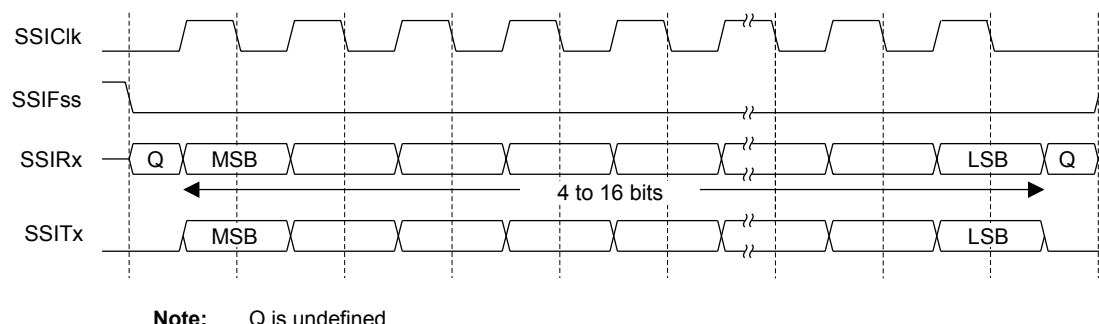 SSIClk
SSIFss
SSIRx Q MSB LSB Q
4 to 16 bits
SSITx MSB LSB
Note: Q is undefined